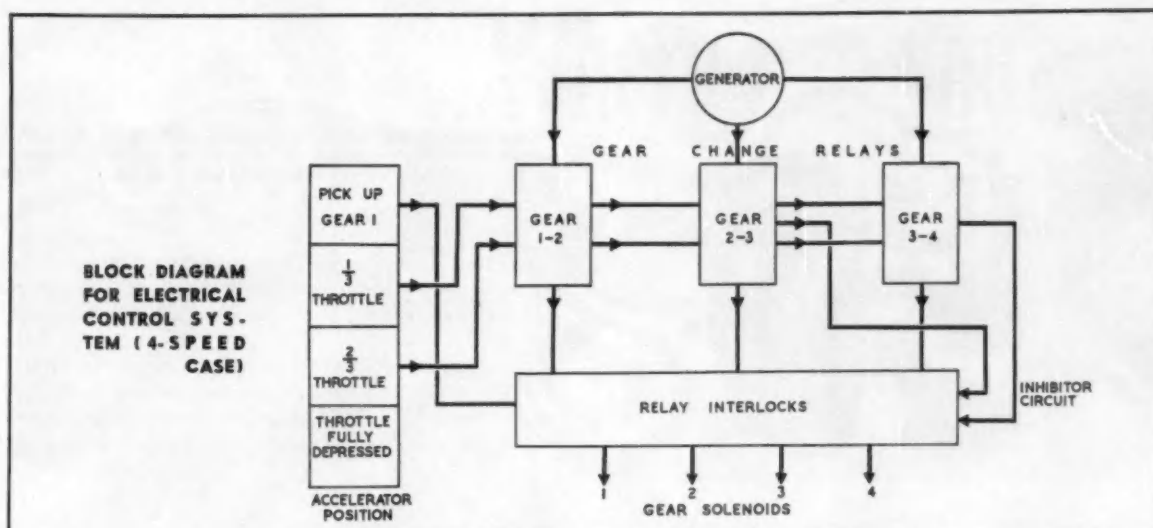 BLOCK DIAGRAM
FOR ELECTRICAL
CONTROL SYS-
TEM (4-SPEED
CASE)
PICK UP
GEAR 1
1/3
THROTTLE
2/3
THROTTLE
THROTTLE
FULLY
DEPRESSED
ACCELERATOR
POSITION
GENERATOR
GEAR CHANGE RELAYS
GEAR
1-2
GEAR
2-3
GEAR
3-4
RELAY INTERLOCKS
INHIBITOR
CIRCUIT
1 2 3 4
GEAR SOLENOIDS